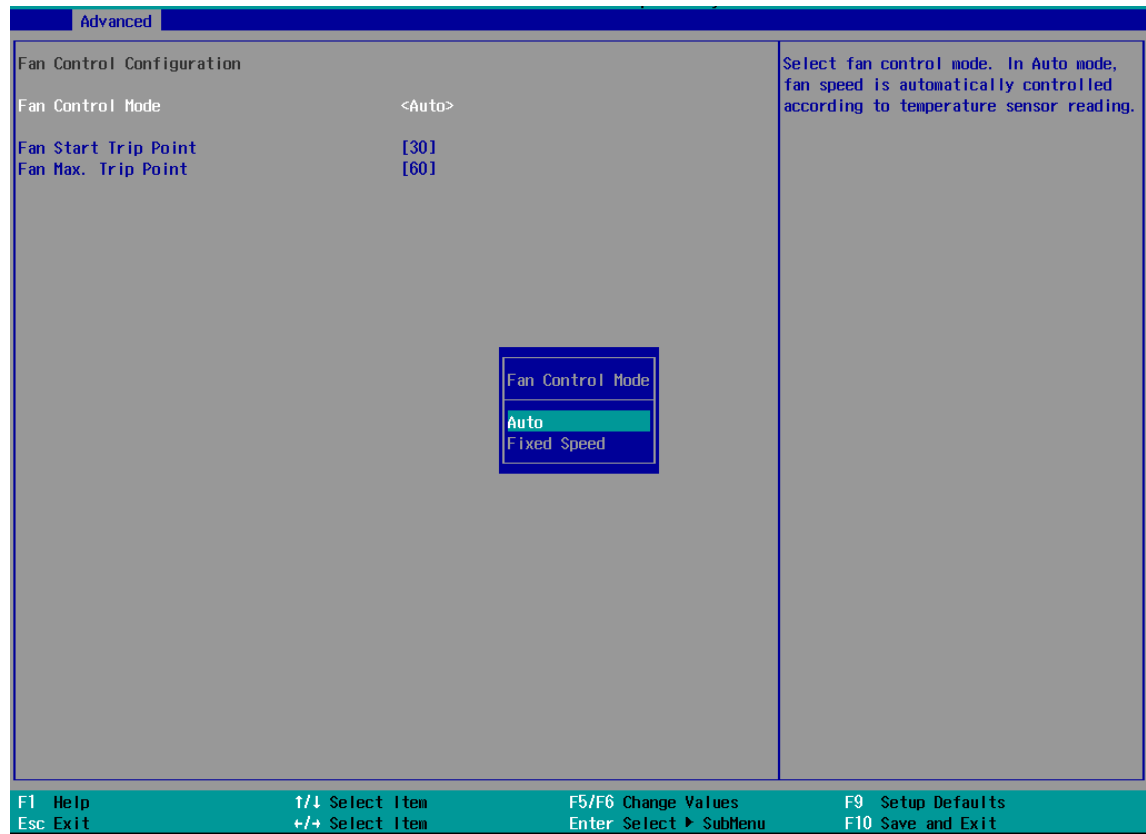 Advanced
Fan Control Configuration
Fan Control Mode <Auto>
Fan Start Trip Point [30]
Fan Max. Trip Point [60]
Select fan control mode. In Auto mode,
fan speed is automatically controlled
according to temperature sensor reading.
Fan Control Mode
Auto
Fixed Speed
F1 Help ↑/↓ Select Item F5/F6 Change Values F9 Setup Defaults
Esc Exit ←/→ Select Item Enter Select ▶ SubMenu F10 Save and Exit